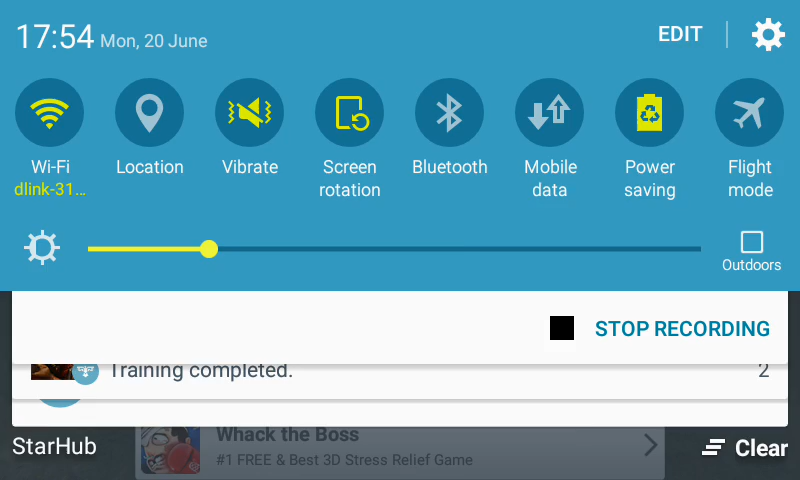 17:54 Mon, 20 June
EDIT
Wi-Fi
dlink-31...
Location
Vibrate
Screen
rotation
Bluetooth
Mobile
data
Power
saving
Flight
mode
Outdoors
STOP RECORDING
Training completed.
2
StarHub
Whack the Boss
#1 FREE & Best 3D Stress Relief Game
Clear